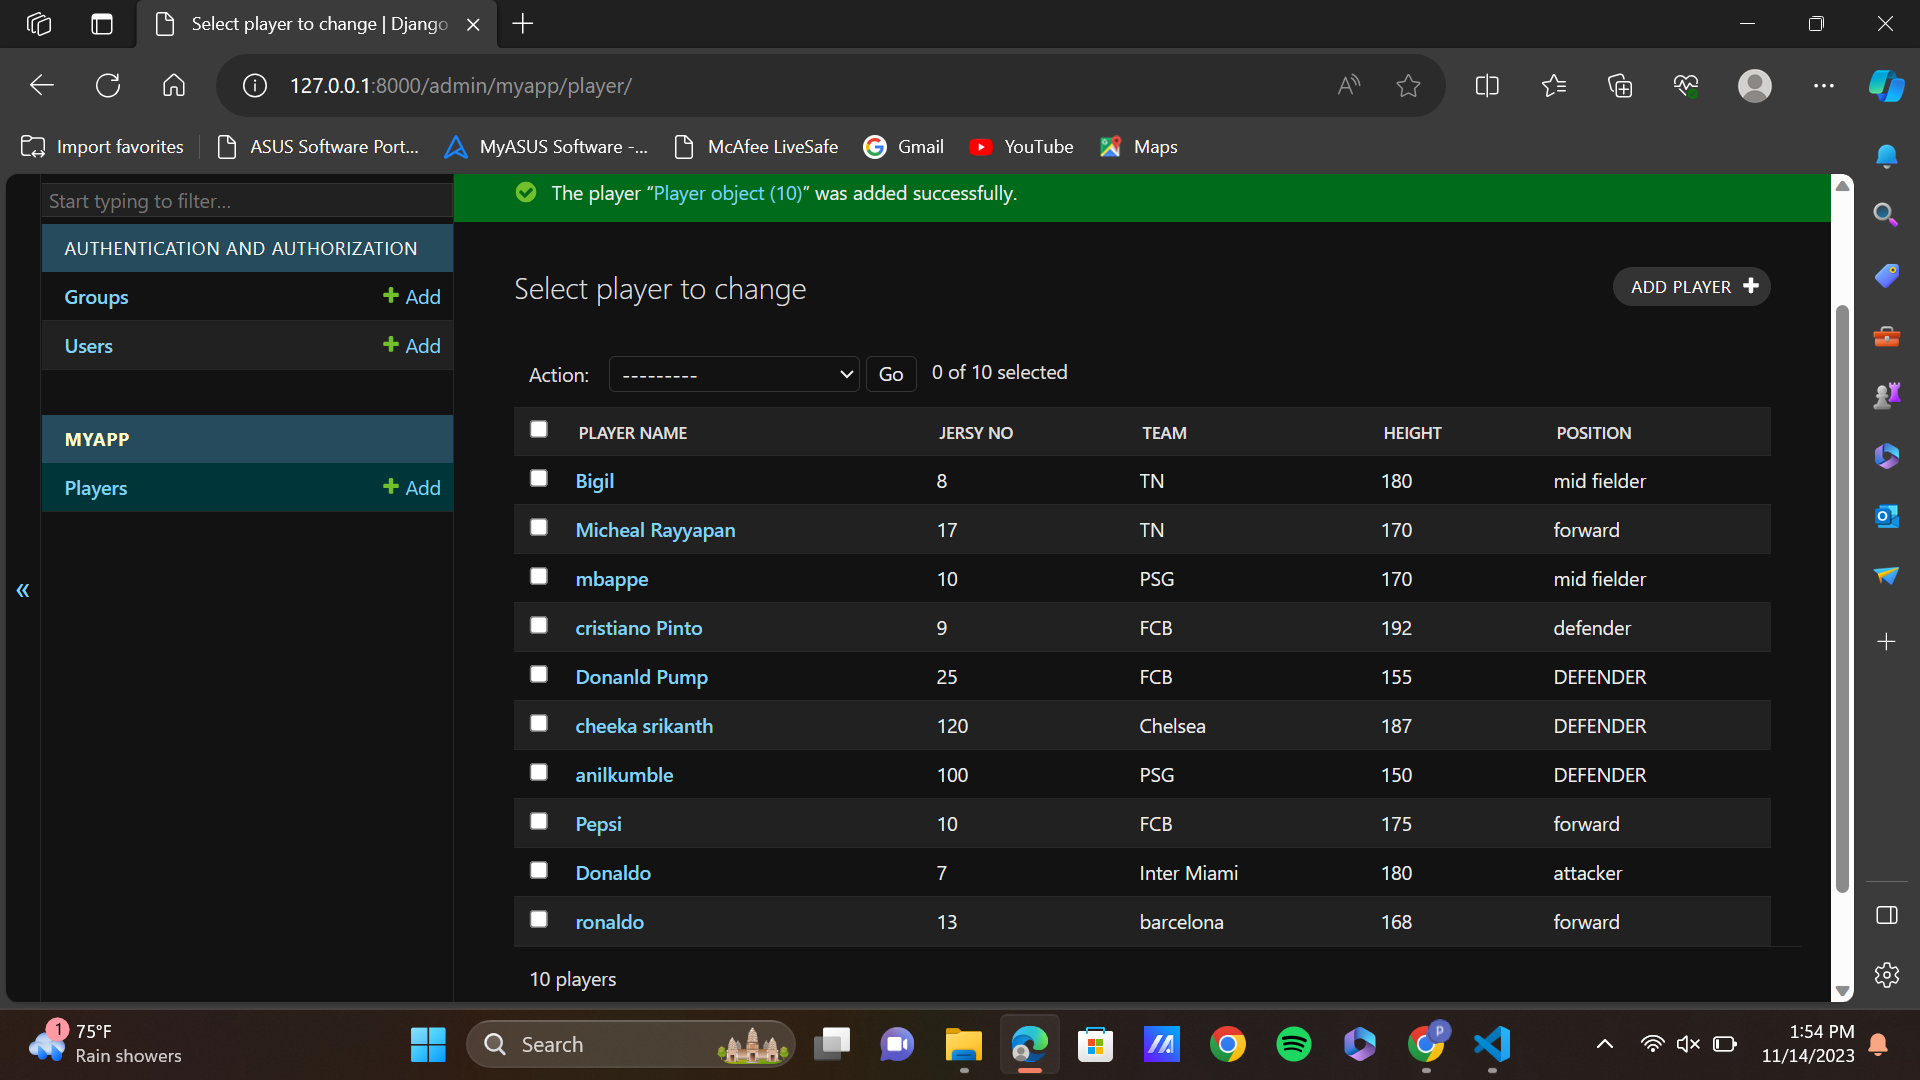 Select player to change | Django
127.0.0.1:8000/admin/myapp/player/
Import favorites
ASUS Software Port...
MyASUS Software -...
McAfee LiveSafe
Gmail
YouTube
Maps
Start typing to filter...
AUTHENTICATION AND AUTHORIZATION
Groups + Add
Users + Add
MYAPP
Players + Add
«
The player “Player object (10)” was added successfully.
Select player to change
ADD PLAYER +
Action: --------- Go 0 of 10 selected
PLAYER NAME JERSY NO TEAM HEIGHT POSITION
Bigil 8 TN 180 mid fielder
Micheal Rayyapan 17 TN 170 forward
mbappe 10 PSG 170 mid fielder
cristiano Pinto 9 FCB 192 defender
Donanld Pump 25 FCB 155 DEFENDER
cheeka srikanth 120 Chelsea 187 DEFENDER
anilkumble 100 PSG 150 DEFENDER
Pepsi 10 FCB 175 forward
Donaldo 7 Inter Miami 180 attacker
ronaldo 13 barcelona 168 forward
10 players
1
75°F
Rain showers
Search
P
1:54 PM
11/14/2023